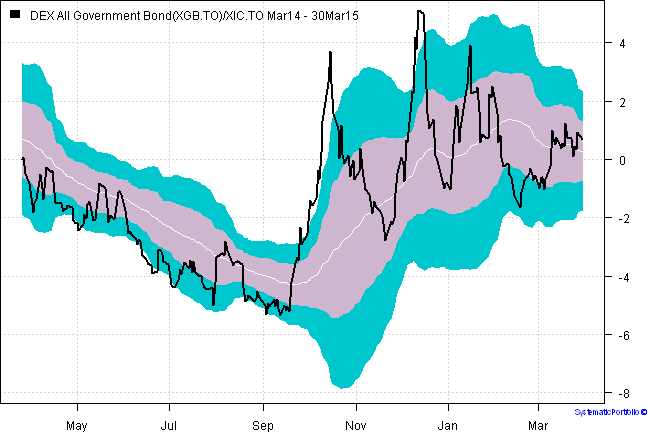 DEX All Government Bond(XGB.TO)/XIC.TO Mar14 - 30Mar15
4
2
0
-2
-4
-6
-8
SystematicPortfolio ©
May Jul Sep Nov Jan Mar